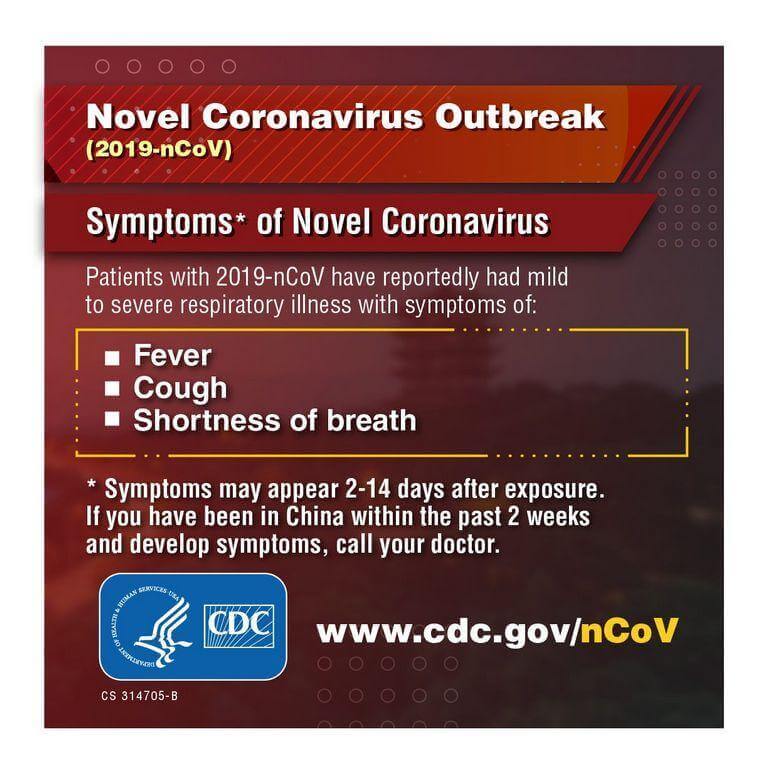 Novel Coronavirus Outbreak
(2019-nCoV)
Symptoms* of Novel Coronavirus
Patients with 2019-nCoV have reportedly had mild
to severe respiratory illness with symptoms of:
Fever
Cough
Shortness of breath
* Symptoms may appear 2-14 days after exposure.
If you have been in China within the past 2 weeks
and develop symptoms, call your doctor.
DEPARTMENT OF HEALTH & HUMAN SERVICES·USA
CDC
www.cdc.gov/nCoV
CS 314705-B